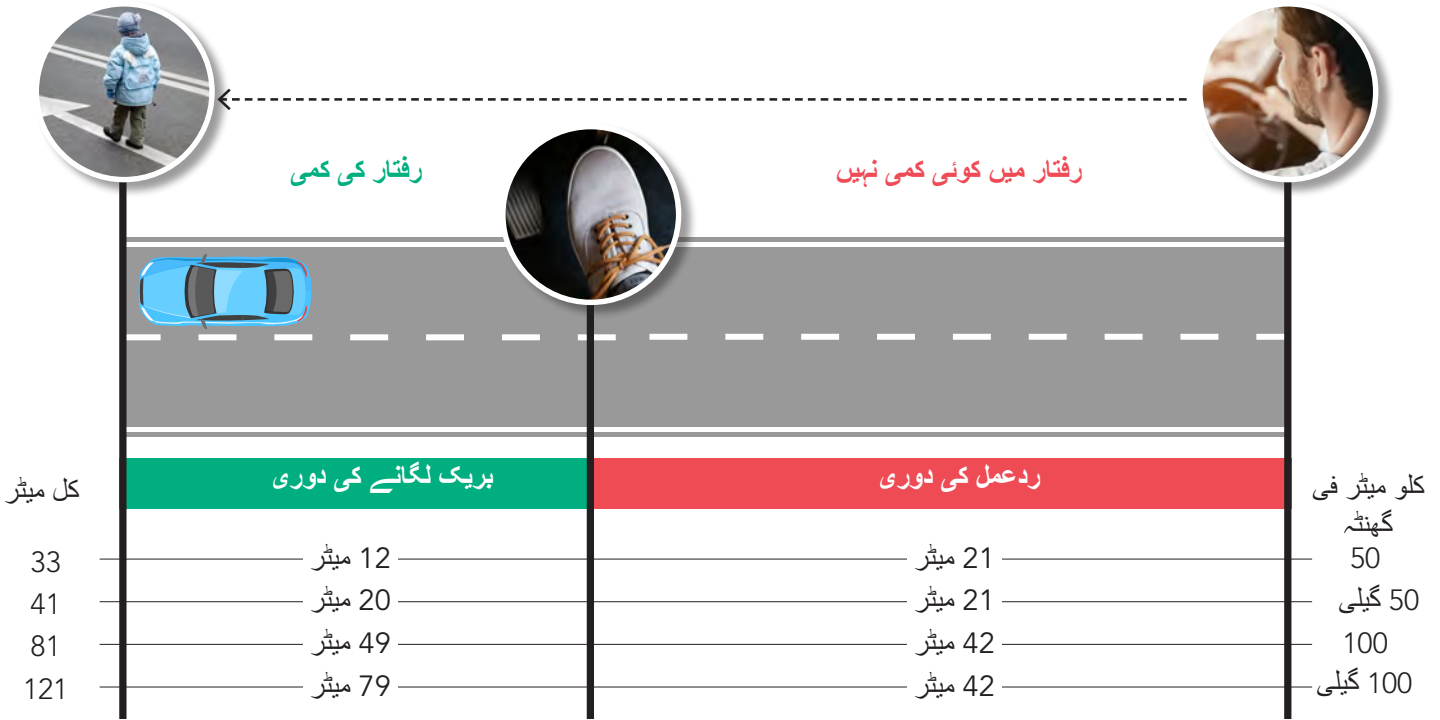 رفتار میں کوئی کمی نہیں
رفتار کی کمی
کلو میٹر فی گھنٹہ
ردعمل کی دوری
بریک لگانے کی دوری
کل میٹر
50 21 میٹر 12 میٹر 33
50 گیلی 21 میٹر 20 میٹر 41
100 42 میٹر 49 میٹر 81
100 گیلی 42 میٹر 79 میٹر 121